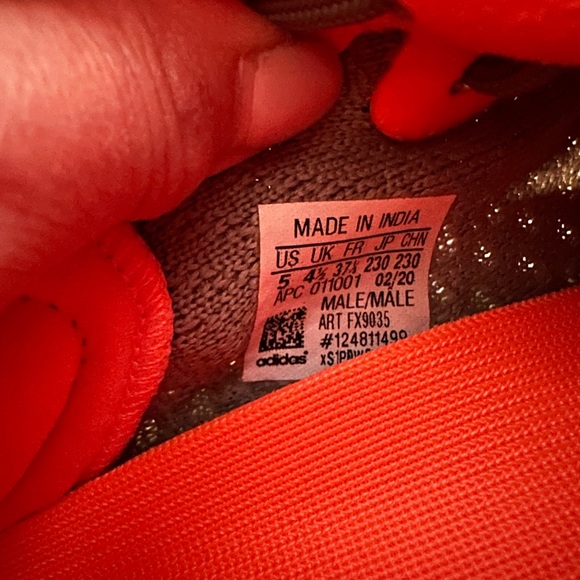 MADE IN INDIA
US UK FR JP CHN
5 4½ 37⅓ 230 230
APC 011001 02/20
MALE/MÂLE
ART FX9035
#124811499
adidas